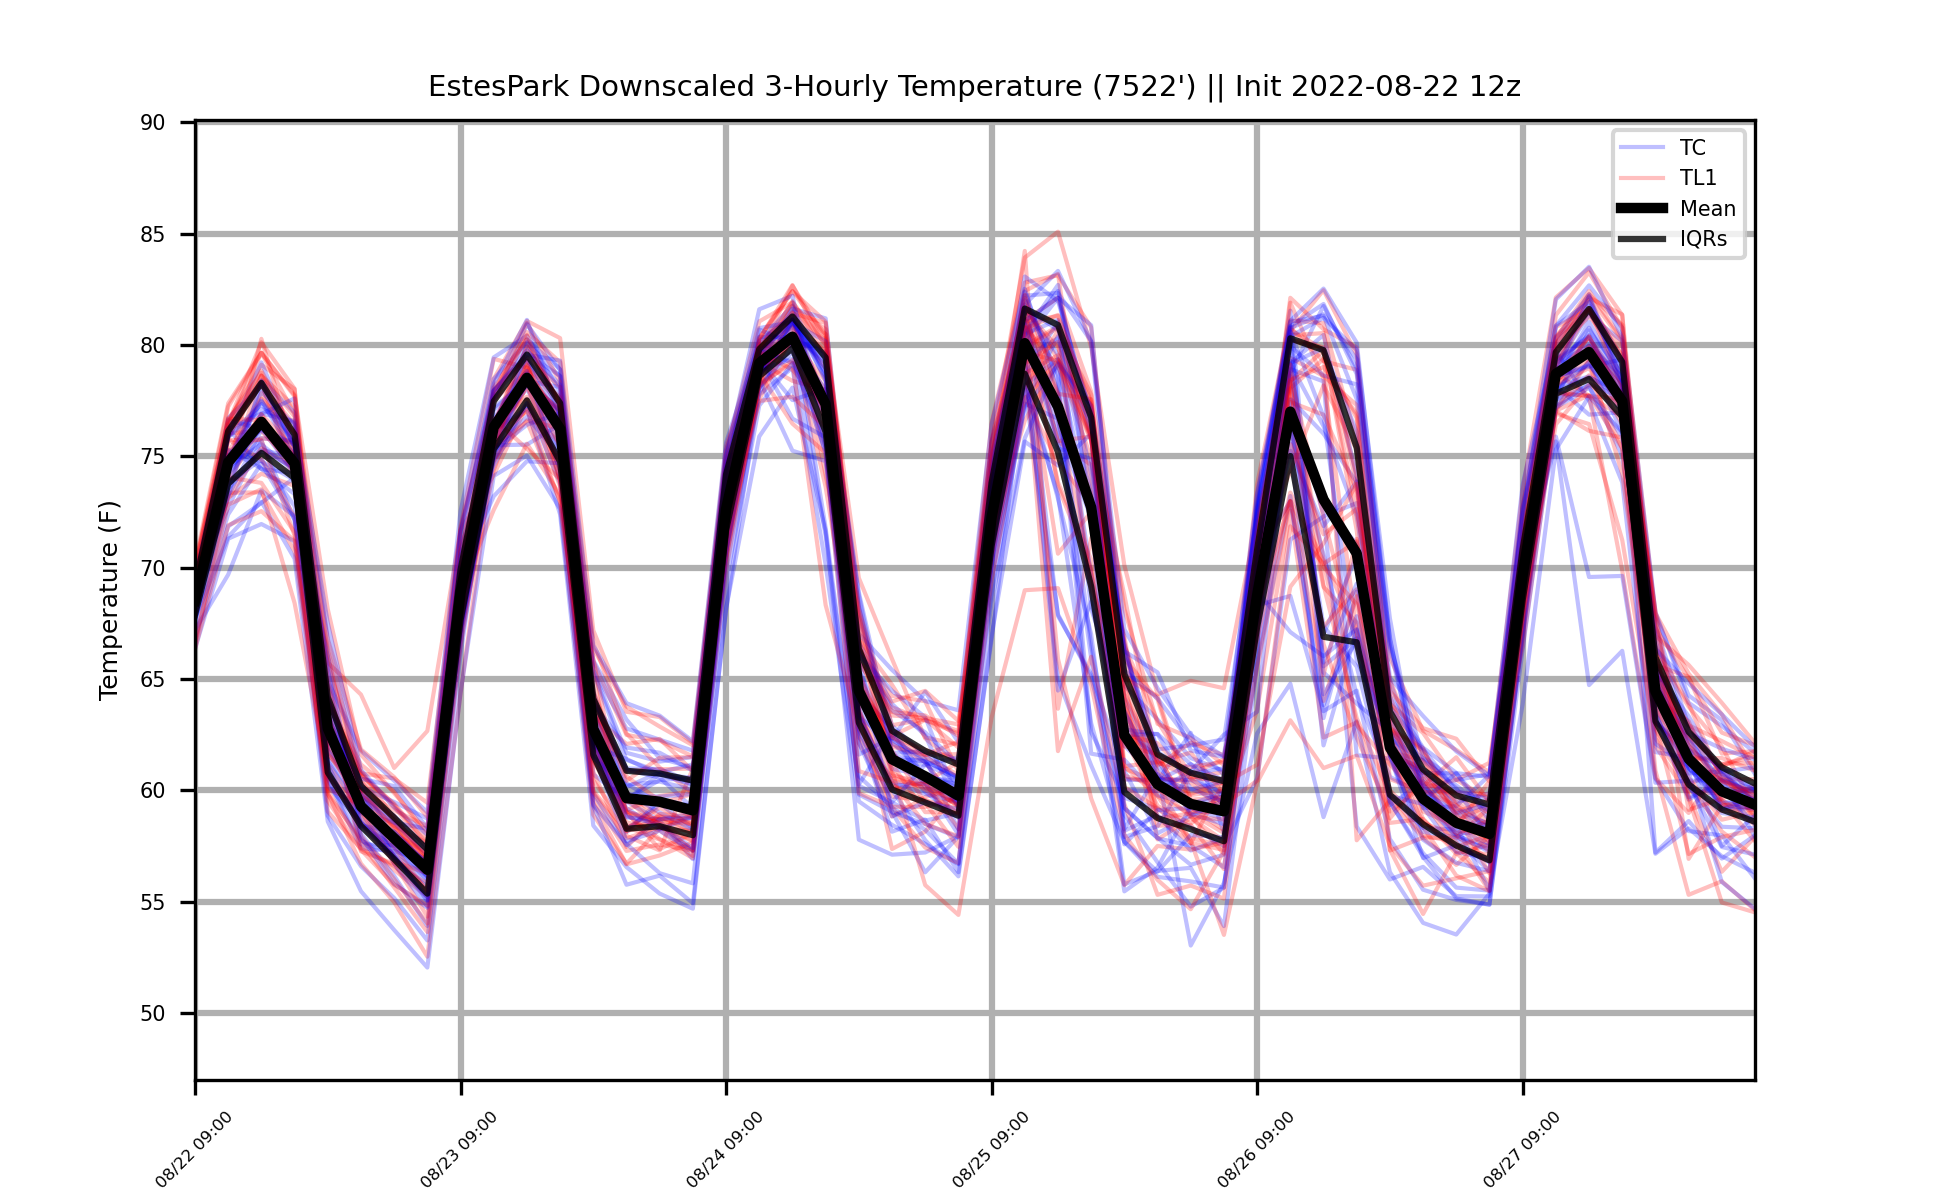 EstesPark Downscaled 3-Hourly Temperature (7522') || Init 2022-08-22 12z
TC
TL1
Mean
IQRs
Temperature (F)
90
85
80
75
70
65
60
55
50
08/22 09:00
08/23 09:00
08/24 09:00
08/25 09:00
08/26 09:00
08/27 09:00